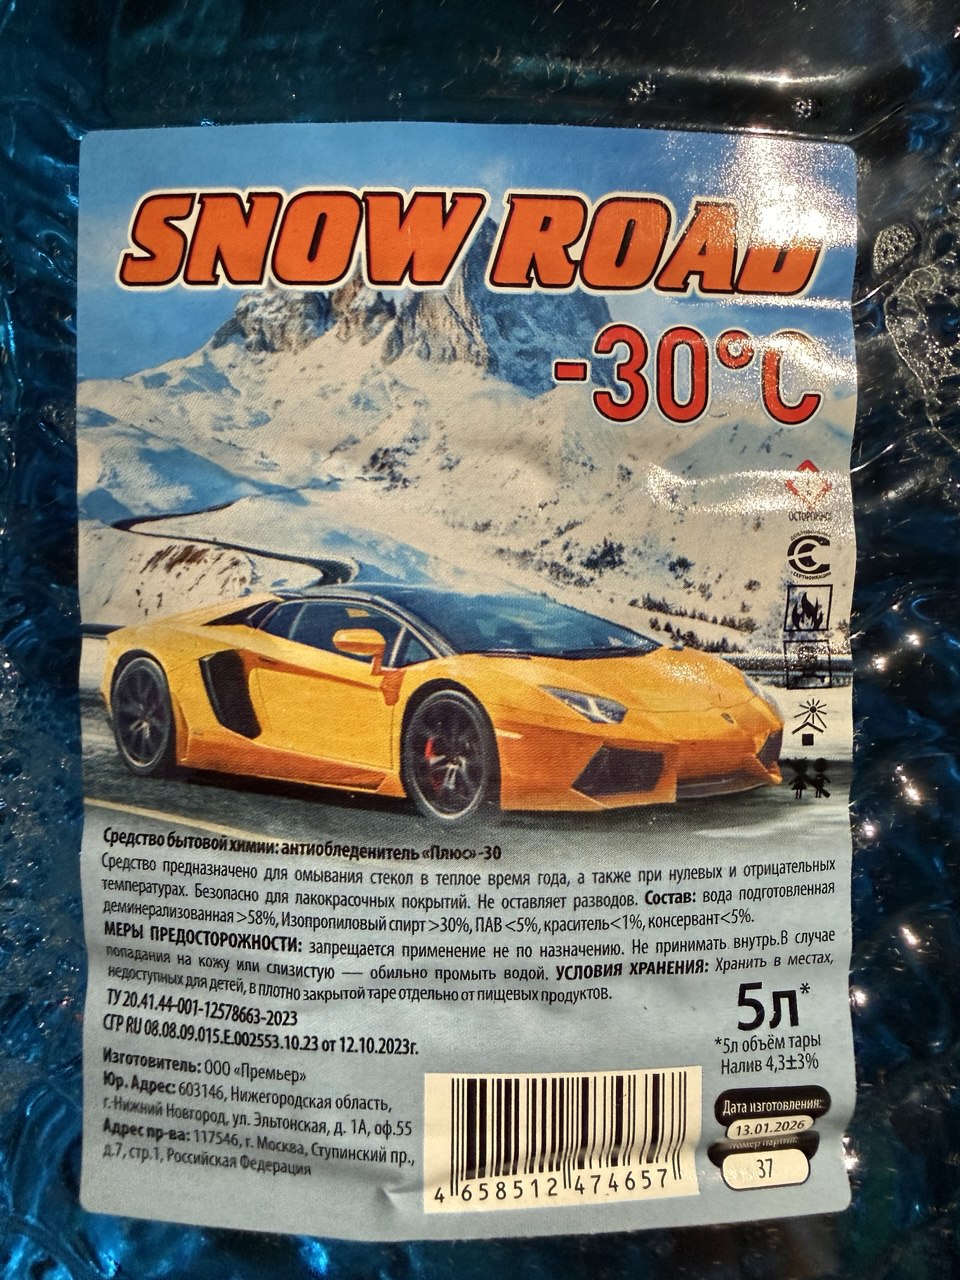 SNOW ROAD
-30°C
ОСТОРОЖНО
Средство бытовой химии: антиобледенитель «Плюс» -30
Средство предназначено для омывания стекол в теплое время года, а также при нулевых и отрицательных
температурах. Безопасно для лакокрасочных покрытий. Не оставляет разводов. Состав: вода подготовленная
деминерализованная >58%, Изопропиловый спирт >30%, ПАВ <5%, краситель<1%, консервант<5%.
МЕРЫ ПРЕДОСТОРОЖНОСТИ: запрещается применение не по назначению. Не принимать внутрь.В случае
попадания на кожу или слизистую — обильно промыть водой. УСЛОВИЯ ХРАНЕНИЯ: Хранить в местах,
недоступных для детей, в плотно закрытой таре отдельно от пищевых продуктов.
ТУ 20.41.44-001-12578663-2023
СГР RU 08.08.09.015.Е.002553.10.23 от 12.10.2023г.
5л*
*5л объём тары
Налив 4,3±3%
Изготовитель: ООО «Премьер»
Юр. Адрес: 603146, Нижегородская область,
г. Нижний Новгород, ул. Эльтонская, д. 1А, оф.55
Адрес пр-ва: 117546, г. Москва, Ступинский пр.,
д.7, стр.1, Российская Федерация
4 658512 474657
Дата изготовления:
13.01.2026
номер партии:
37